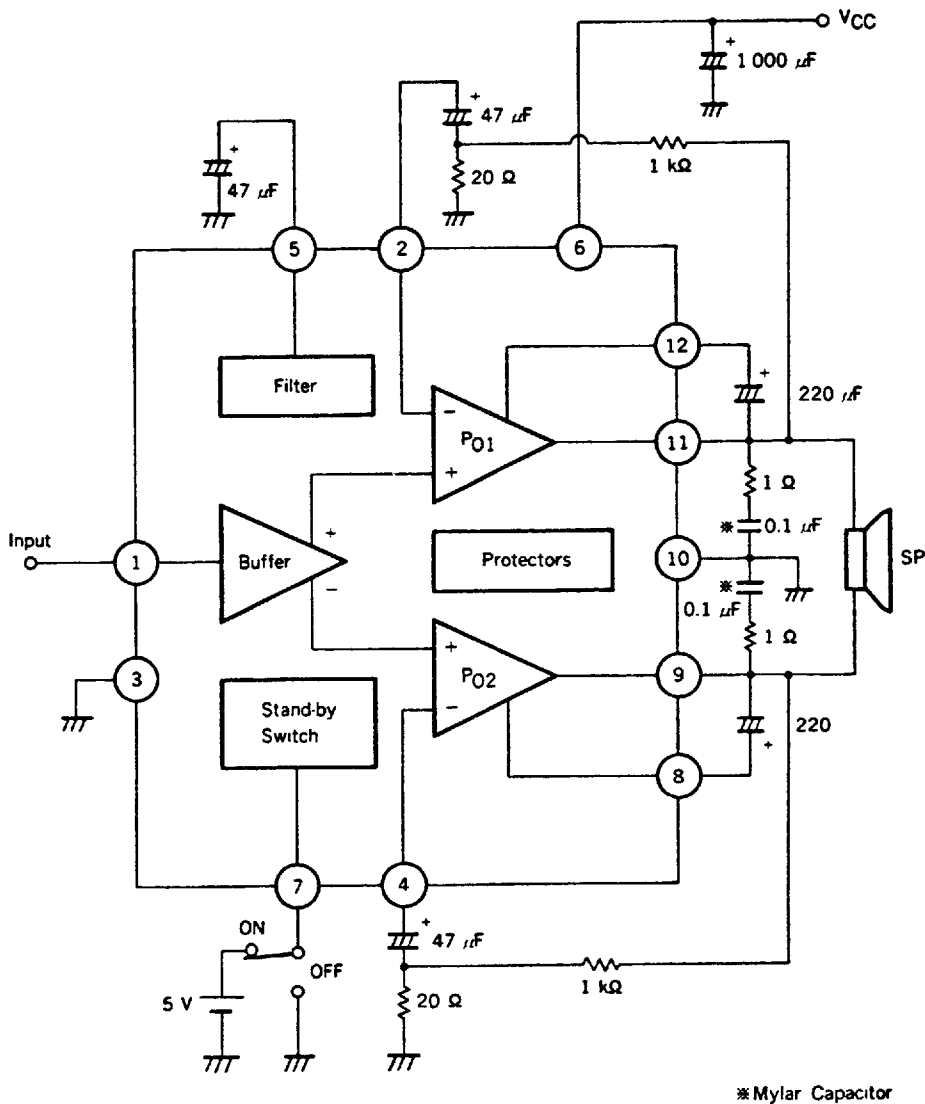 VCC
+
1 000 μF
+
47 μF
+
47 μF
1 kΩ
20 Ω
5
2
6
12
Filter
+
220 μF
−
PO1
11
+
1 Ω
Input
1
Buffer
+
−
Protectors
※
0.1 μF
10
※
0.1 μF
SP
1 Ω
3
+
PO2
−
9
Stand-by
Switch
220
+
8
7
4
ON
OFF
+
47 μF
5 V
20 Ω
1 kΩ
※Mylar Capacitor